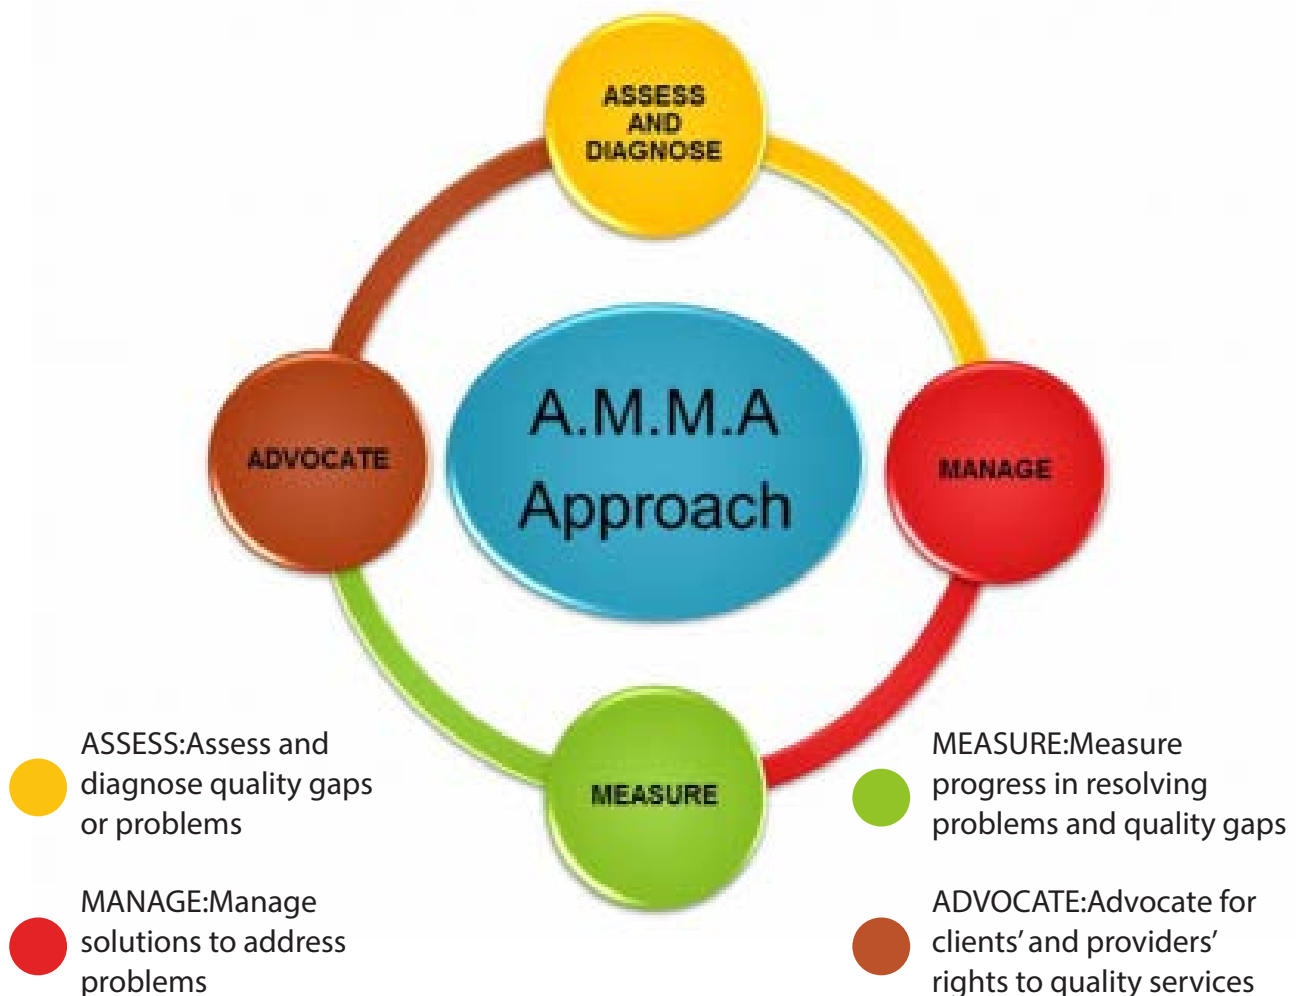 ASSESS
AND
DIAGNOSE
A.M.M.A
Approach
ADVOCATE
MANAGE
MEASURE
ASSESS:Assess and
diagnose quality gaps
or problems
MANAGE:Manage
solutions to address
problems
MEASURE:Measure
progress in resolving
problems and quality gaps
ADVOCATE:Advocate for
clients’ and providers’
rights to quality services